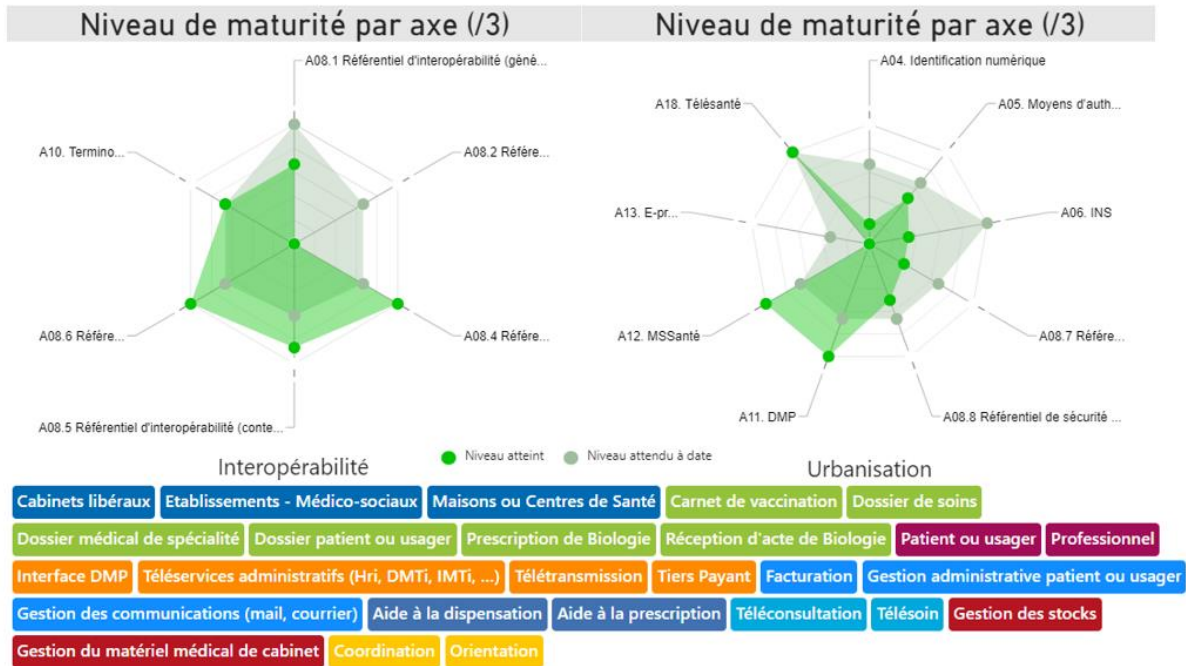 Niveau de maturité par axe (/3)
Niveau de maturité par axe (/3)
A08.1 Référentiel d'interopérabilité (géné...
A10. Termino...
A08.2 Référe...
A08.6 Référe...
A08.4 Référe...
A08.5 Référentiel d'interopérabilité (conte...
A04. Identification numérique
A18. Télésanté
A05. Moyens d'auth...
A13. E-pr...
A06. INS
A12. MSSanté
A08.7 Référe...
A11. DMP
A08.8 Référentiel de sécurité ...
Interopérabilité
Niveau atteint
Niveau attendu à date
Urbanisation
Cabinets libéraux Etablissements - Médico-sociaux Maisons ou Centres de Santé Carnet de vaccination Dossier de soins
Dossier médical de spécialité Dossier patient ou usager Prescription de Biologie Réception d'acte de Biologie Patient ou usager Professionnel
Interface DMP Téléservices administratifs (Hri, DMTi, IMTi, ...) Télétransmission Tiers Payant Facturation Gestion administrative patient ou usager
Gestion des communications (mail, courrier) Aide à la dispensation Aide à la prescription Téléconsultation Télésoin Gestion des stocks
Gestion du matériel médical de cabinet Coordination Orientation